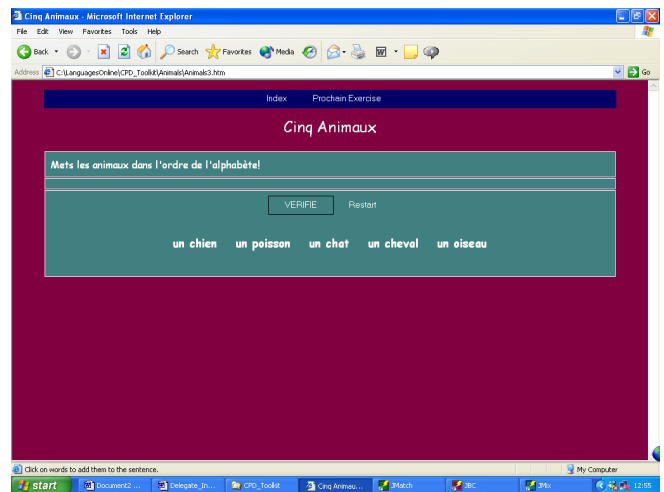 Cinq Animaux - Microsoft Internet Explorer
File Edit View Favorites Tools Help
Back Search Favorites Media
Address C:\LanguagesOnline\CPD_Toolkit\Animals\Animals3.htm Go
Index Prochain Exercise
Cinq Animaux
Mets les animaux dans l'ordre de l'alphabète!
VERIFIE Restart
un chien un poisson un chat un cheval un oiseau
Click on words to add them to the sentence. My Computer
start Document2 ... Delegate_In... CPD_Toolkit Cinq Animau... JMatch JBC JMix 12:55